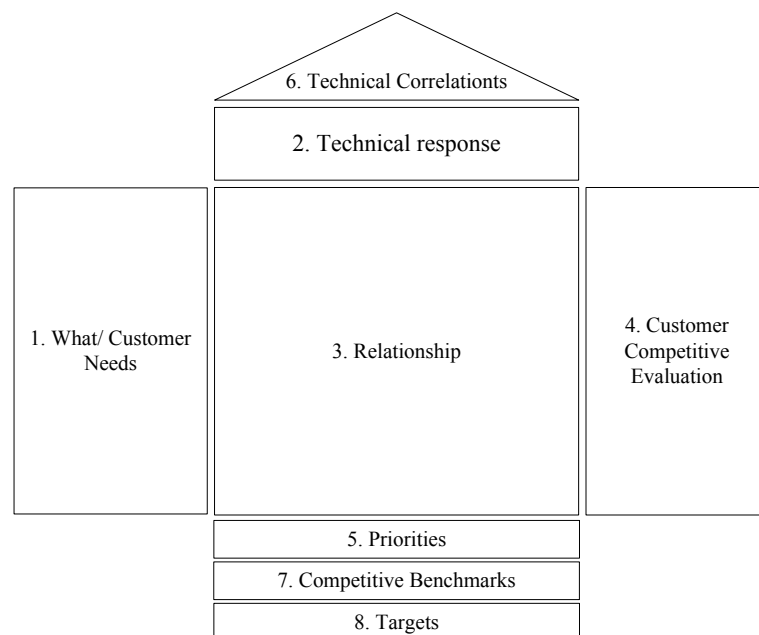 6. Technical Correlationts
2. Technical response
1. What/ Customer
Needs
3. Relationship
4. Customer
Competitive
Evaluation
5. Priorities
7. Competitive Benchmarks
8. Targets